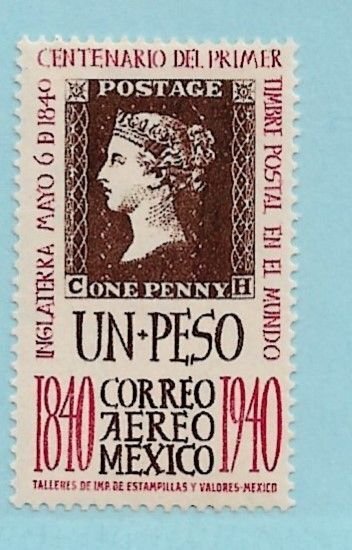 CENTENARIO DEL PRIMER
TIMBRE POSTAL EN EL MUNDO
INGLATERRA MAYO 6 D 1840
POSTAGE
C ONE PENNY. H
UN+PESO
1840 CORREO 1940
AEREO
MEXICO
TALLERES DE IMP. DE ESTAMPILLAS Y VALORES-MEXICO